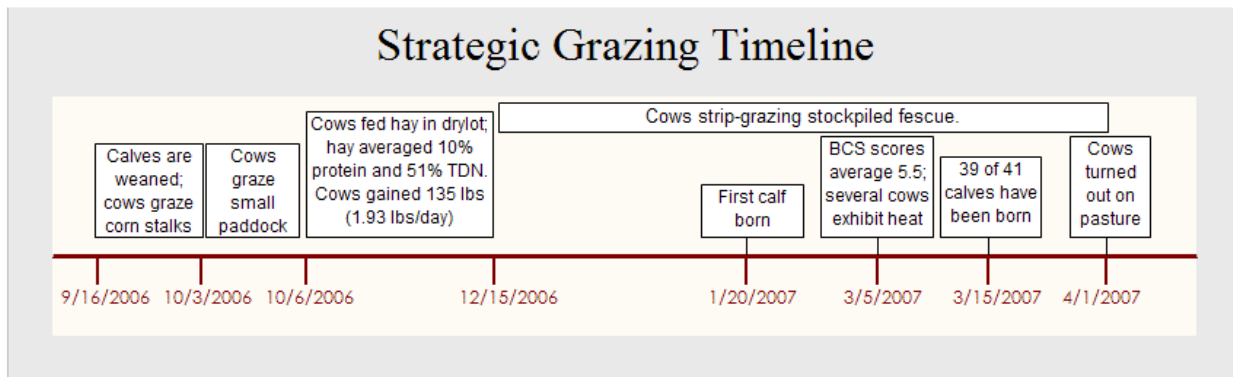 Strategic Grazing Timeline
Cows strip-grazing stockpiled fescue.
Calves are
weaned;
cows graze
corn stalks
Cows
graze
small
paddock
Cows fed hay in drylot;
hay averaged 10%
protein and 51% TDN.
Cows gained 135 lbs
(1.93 lbs/day)
First calf
born
BCS scores
average 5.5;
several cows
exhibit heat
39 of 41
calves have
been born
Cows
turned
out on
pasture
9/16/2006
10/3/2006
10/6/2006
12/15/2006
1/20/2007
3/5/2007
3/15/2007
4/1/2007